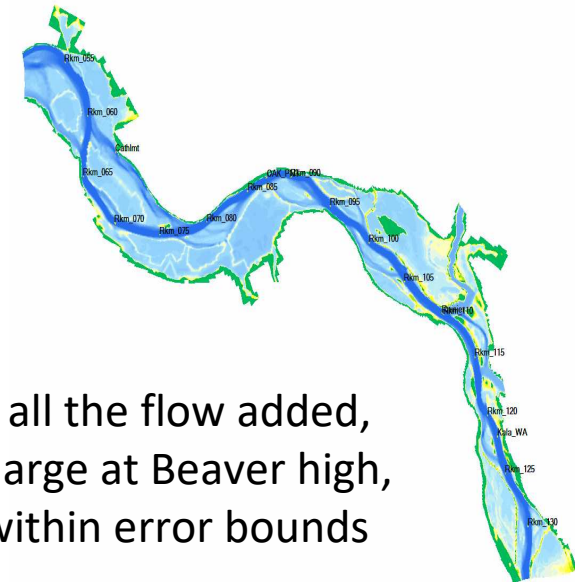 Rkm_055
Rkm_060
Cathlmt
Rkm_065
Rkm_070
Rkm_075
Rkm_080
Rkm_085
Rkm_090
Rkm_095
Rkm_100
Rkm_105
Rkm_115
Rkm_120
Kala_WA
Rkm_125
Rkm_130
all the flow added,
arge at Beaver high,
within error bounds